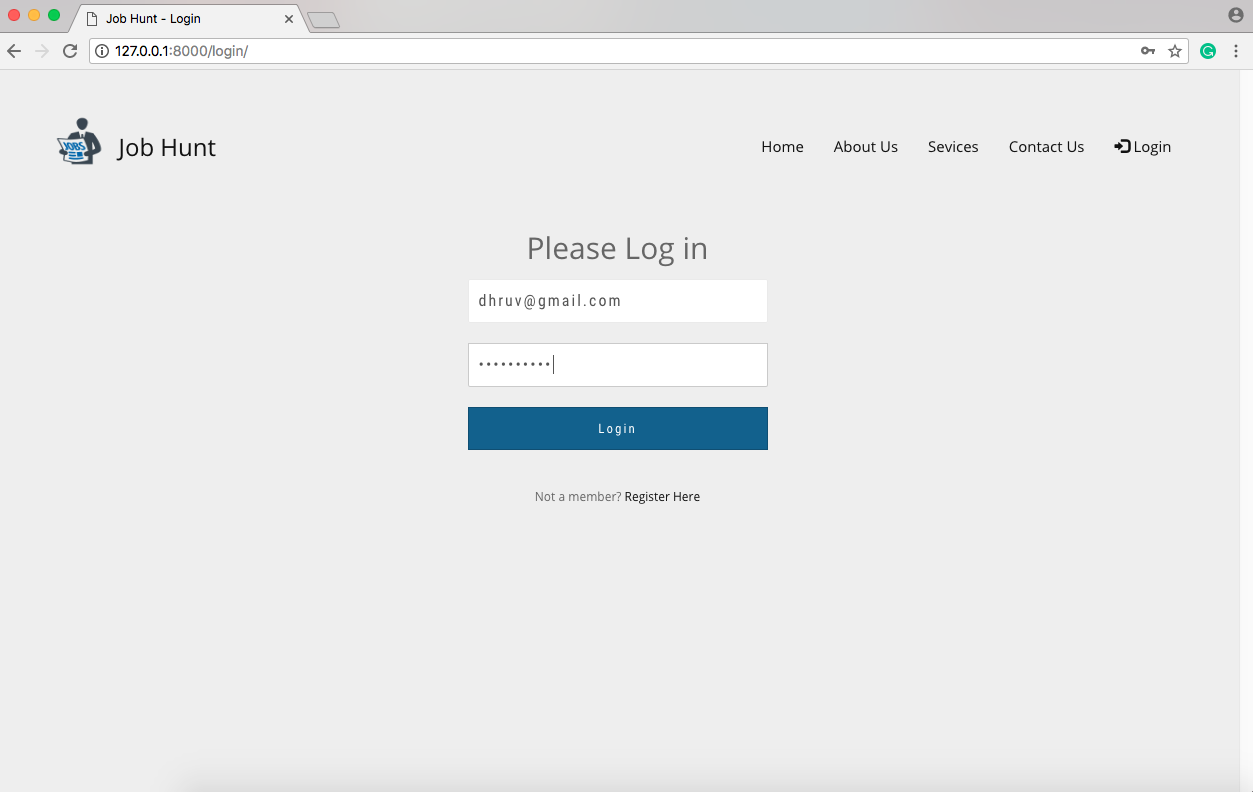 Job Hunt - Login
127.0.0.1:8000/login/
JOBS
Job Hunt
Home
About Us
Sevices
Contact Us
Login
Please Log in
dhruv@gmail.com
••••••••••
Login
Not a member? Register Here